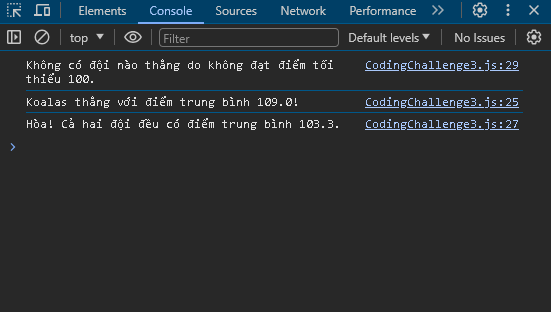 Elements Console Sources Network Performance
top Filter Default levels No Issues
Không có đội nào thắng do không đạt điểm tối CodingChallenge3.js:29
thiểu 100.
Koalas thắng với điểm trung bình 109.0! CodingChallenge3.js:25
Hòa! Cả hai đội đều có điểm trung bình 103.3. CodingChallenge3.js:27